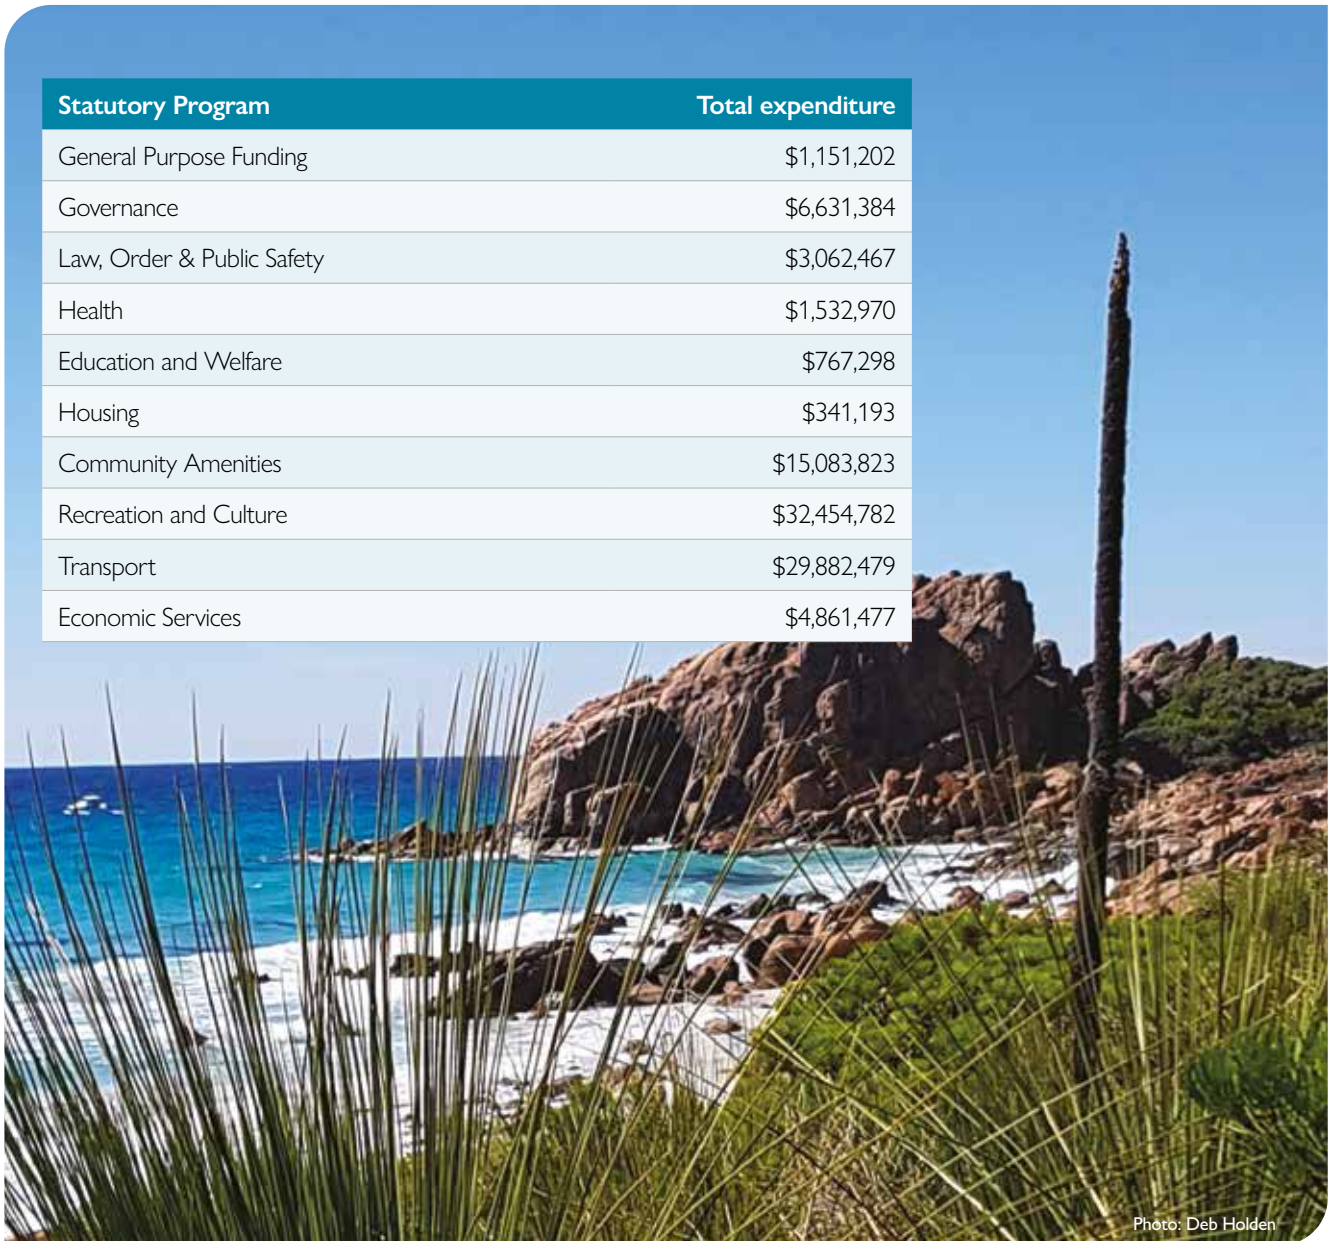 Statutory Program Total expenditure
General Purpose Funding $1,151,202
Governance $6,631,384
Law, Order & Public Safety $3,062,467
Health $1,532,970
Education and Welfare $767,298
Housing $341,193
Community Amenities $15,083,823
Recreation and Culture $32,454,782
Transport $29,882,479
Economic Services $4,861,477
Photo: Deb Holden